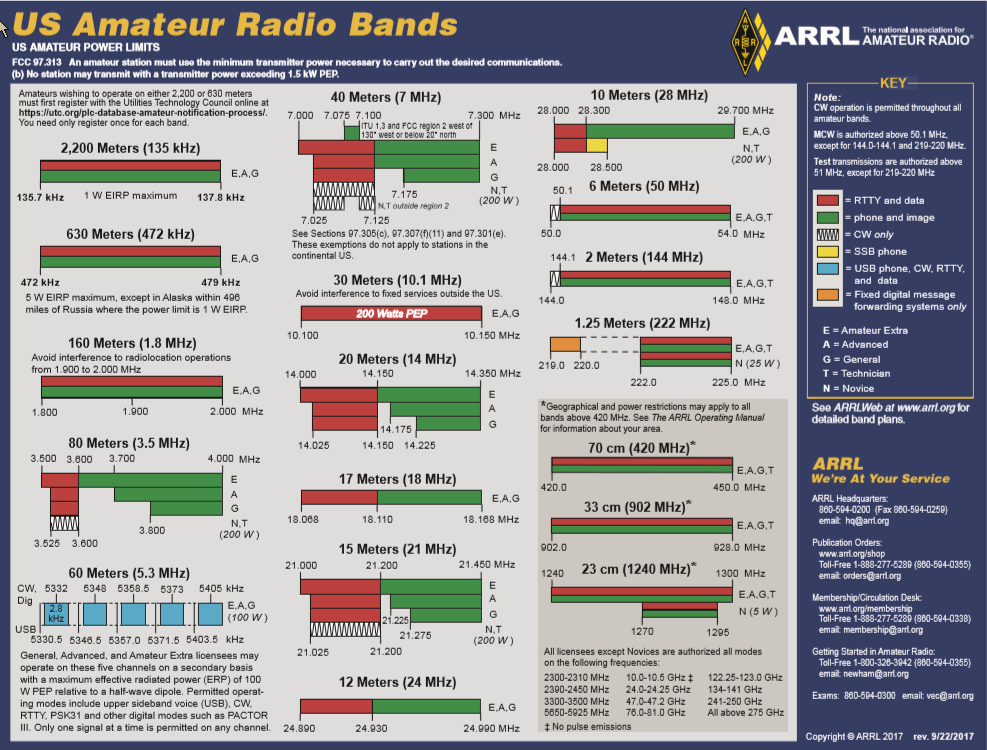 US Amateur Radio Bands
US AMATEUR POWER LIMITS
FCC 97.313 An amateur station must use the minimum transmitter power necessary to carry out the desired communications.
(b) No station may transmit with a transmitter power exceeding 1.5 kW PEP.
ARRL The national association for
AMATEUR RADIO®
Amateurs wishing to operate on either 2,200 or 630 meters
must first register with the Utilities Technology Council online at
https://utc.org/plc-database-amateur-notification-process/.
You need only register once for each band.
2,200 Meters (135 kHz)
E,A,G
135.7 kHz 1 W EIRP maximum 137.8 kHz
630 Meters (472 kHz)
E,A,G
472 kHz 479 kHz
5 W EIRP maximum, except in Alaska within 496
miles of Russia where the power limit is 1 W EIRP.
160 Meters (1.8 MHz)
Avoid interference to radiolocation operations
from 1.900 to 2.000 MHz
E,A,G
1.800 1.900 2.000 MHz
80 Meters (3.5 MHz)
3.500 3.600 3.700 4.000 MHz
E
A
G
N,T
(200 W)
3.800
3.525 3.600
60 Meters (5.3 MHz)
CW, 5332 5348 5358.5 5373 5405 kHz
Dig
2.8
kHz
E,A,G
(100 W)
USB
5330.5 5346.5 5357.0 5371.5 5403.5 kHz
General, Advanced, and Amateur Extra licensees may
operate on these five channels on a secondary basis
with a maximum effective radiated power (ERP) of 100
W PEP relative to a half-wave dipole. Permitted operat-
ing modes include upper sideband voice (USB), CW,
RTTY, PSK31 and other digital modes such as PACTOR
III. Only one signal at a time is permitted on any channel.
40 Meters (7 MHz)
7.000 7.075 7.100 7.300 MHz
ITU 1,3 and FCC region 2 west of
130° west or below 20° north
E
A
G
N,T
(200 W)
7.175
N,T outside region 2
7.025 7.125
See Sections 97.305(c), 97.307(f)(11) and 97.301(e).
These exemptions do not apply to stations in the
continental US.
30 Meters (10.1 MHz)
Avoid interference to fixed services outside the US.
200 Watts PEP
E,A,G
10.100 10.150 MHz
20 Meters (14 MHz)
14.000 14.150 14.350 MHz
E
A
G
14.175
14.025 14.150 14.225
17 Meters (18 MHz)
E,A,G
18.068 18.110 18.168 MHz
15 Meters (21 MHz)
21.000 21.200 21.450 MHz
E
A
G
N,T
(200 W)
21.225
21.275
21.025 21.200
12 Meters (24 MHz)
E,A,G
24.890 24.930 24.990 MHz
10 Meters (28 MHz)
28.000 28.300 29.700 MHz
E,A,G
N,T
(200 W)
28.000 28.500
6 Meters (50 MHz)
50.1
E,A,G,T
50.0 54.0 MHz
2 Meters (144 MHz)
144.1
E,A,G,T
144.0 148.0 MHz
1.25 Meters (222 MHz)
E,A,G,T
N (25 W)
219.0 220.0
222.0 225.0 MHz
*Geographical and power restrictions may apply to all
bands above 420 MHz. See The ARRL Operating Manual
for information about your area.
70 cm (420 MHz)*
E,A,G,T
420.0 450.0 MHz
33 cm (902 MHz)*
E,A,G,T
902.0 928.0 MHz
23 cm (1240 MHz)*
1240 1300 MHz
E,A,G,T
N (5 W)
1270 1295
All licensees except Novices are authorized all modes
on the following frequencies:
2300-2310 MHz 10.0-10.5 GHz ‡ 122.25-123.0 GHz
2390-2450 MHz 24.0-24.25 GHz 134-141 GHz
3300-3500 MHz 47.0-47.2 GHz 241-250 GHz
5650-5925 MHz 76.0-81.0 GHz All above 275 GHz
‡ No pulse emissions
KEY
Note:
CW operation is permitted throughout all
amateur bands.
MCW is authorized above 50.1 MHz,
except for 144.0-144.1 and 219-220 MHz.
Test transmissions are authorized above
51 MHz, except for 219-220 MHz
= RTTY and data
= phone and image
= CW only
= SSB phone
= USB phone, CW, RTTY,
and data
= Fixed digital message
forwarding systems only
E = Amateur Extra
A = Advanced
G = General
T = Technician
N = Novice
See ARRLWeb at www.arrl.org for
detailed band plans.
ARRL
We're At Your Service
ARRL Headquarters:
860-594-0200 (Fax 860-594-0259)
email: hq@arrl.org
Publication Orders:
www.arrl.org/shop
Toll-Free 1-888-277-5289 (860-594-0355)
email: orders@arrl.org
Membership/Circulation Desk:
www.arrl.org/membership
Toll-Free 1-888-277-5289 (860-594-0338)
email: membership@arrl.org
Getting Started in Amateur Radio:
Toll-Free 1-800-326-3942 (860-594-0355)
email: newham@arrl.org
Exams: 860-594-0300 email: vec@arrl.org
Copyright © ARRL 2017 rev. 9/22/2017